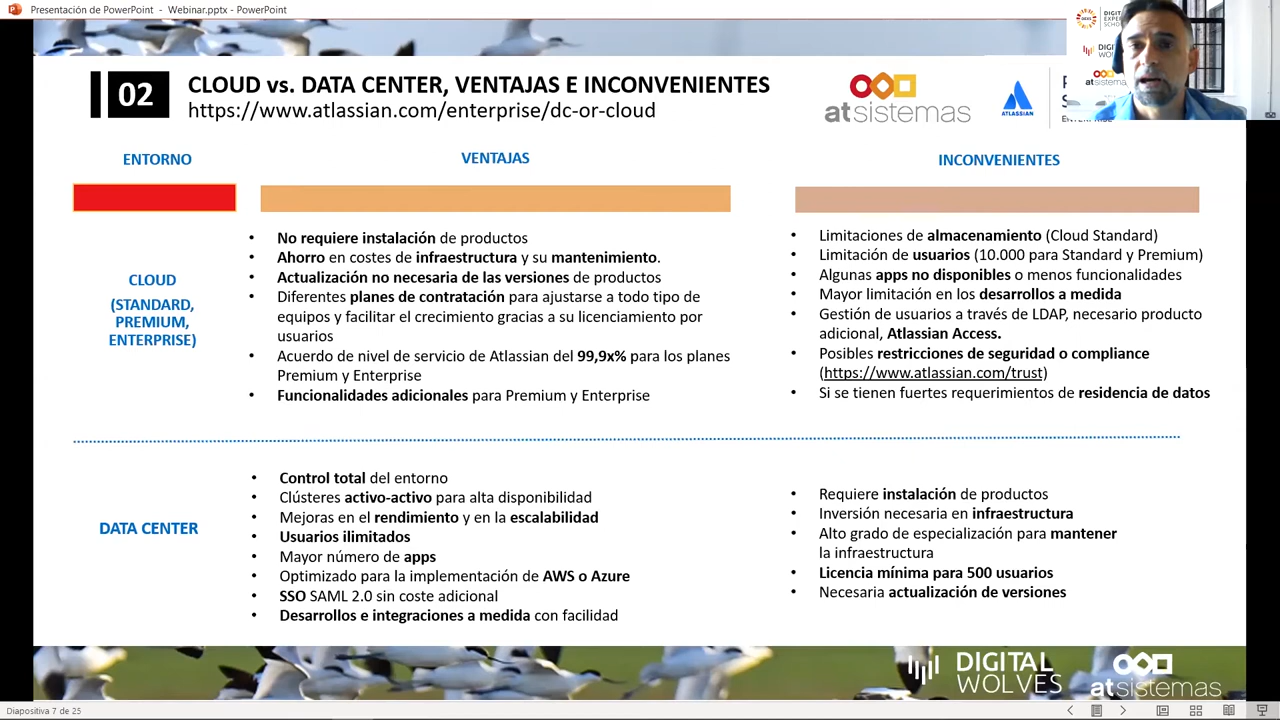 Presentación de PowerPoint - Webinar.pptx - PowerPoint
02
CLOUD vs. DATA CENTER, VENTAJAS E INCONVENIENTES
https://www.atlassian.com/enterprise/dc-or-cloud
atsistemas
ATLASSIAN
atsistemas
ENTORNO
VENTAJAS
INCONVENIENTES
CLOUD
(STANDARD,
PREMIUM,
ENTERPRISE)
• No requiere instalación de productos
• Ahorro en costes de infraestructura y su mantenimiento.
• Actualización no necesaria de las versiones de productos
• Diferentes planes de contratación para ajustarse a todo tipo de
equipos y facilitar el crecimiento gracias a su licenciamiento por
usuarios
• Acuerdo de nivel de servicio de Atlassian del 99,9x% para los planes
Premium y Enterprise
• Funcionalidades adicionales para Premium y Enterprise
• Limitaciones de almacenamiento (Cloud Standard)
• Limitación de usuarios (10.000 para Standard y Premium)
• Algunas apps no disponibles o menos funcionalidades
• Mayor limitación en los desarrollos a medida
• Gestión de usuarios a través de LDAP, necesario producto
adicional, Atlassian Access.
• Posibles restricciones de seguridad o compliance
(https://www.atlassian.com/trust)
• Si se tienen fuertes requerimientos de residencia de datos
DATA CENTER
• Control total del entorno
• Clústeres activo-activo para alta disponibilidad
• Mejoras en el rendimiento y en la escalabilidad
• Usuarios ilimitados
• Mayor número de apps
• Optimizado para la implementación de AWS o Azure
• SSO SAML 2.0 sin coste adicional
• Desarrollos e integraciones a medida con facilidad
• Requiere instalación de productos
• Inversión necesaria en infraestructura
• Alto grado de especialización para mantener
la infraestructura
• Licencia mínima para 500 usuarios
• Necesaria actualización de versiones
DIGITAL
WOLVES
atsistemas
Diapositiva 7 de 25